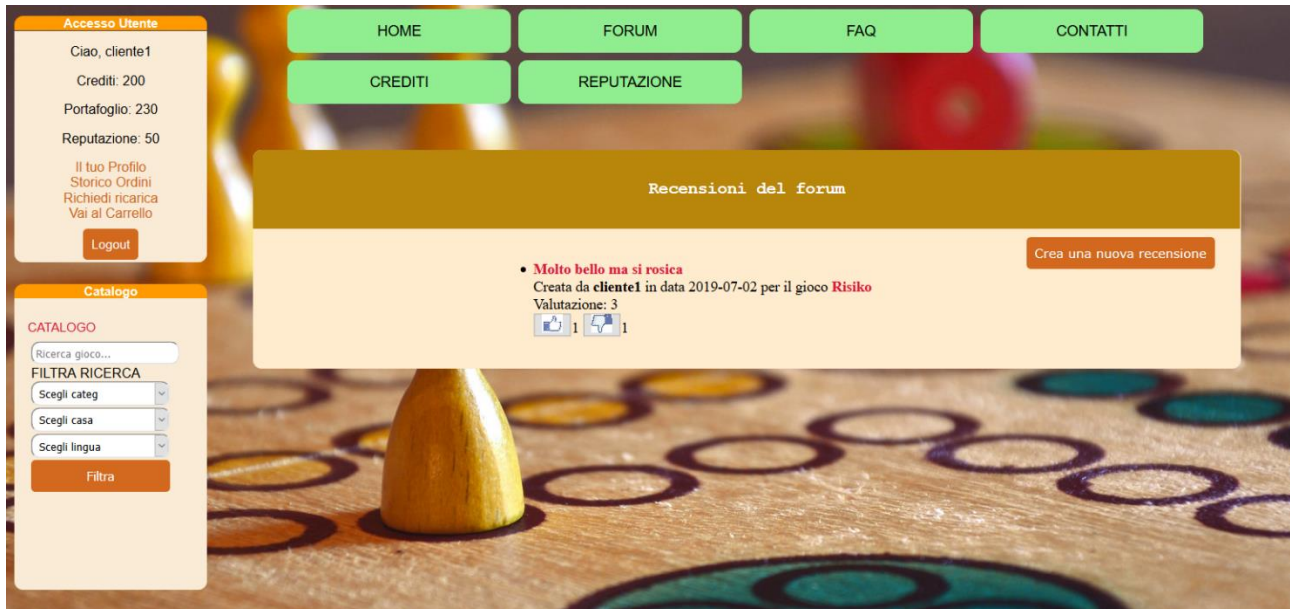 Accesso Utente
Ciao, cliente1
Crediti: 200
Portafoglio: 230
Reputazione: 50
Il tuo Profilo
Storico Ordini
Richiedi ricarica
Vai al Carrello
Logout
Catalogo
CATALOGO
Ricerca gioco...
FILTRA RICERCA
Scegli categ
Scegli casa
Scegli lingua
Filtra
HOME FORUM FAQ CONTATTI
CREDITI REPUTAZIONE
Recensioni del forum
Crea una nuova recensione
Molto bello ma si rosica
Creata da cliente1 in data 2019-07-02 per il gioco Risiko
Valutazione: 3
1 1